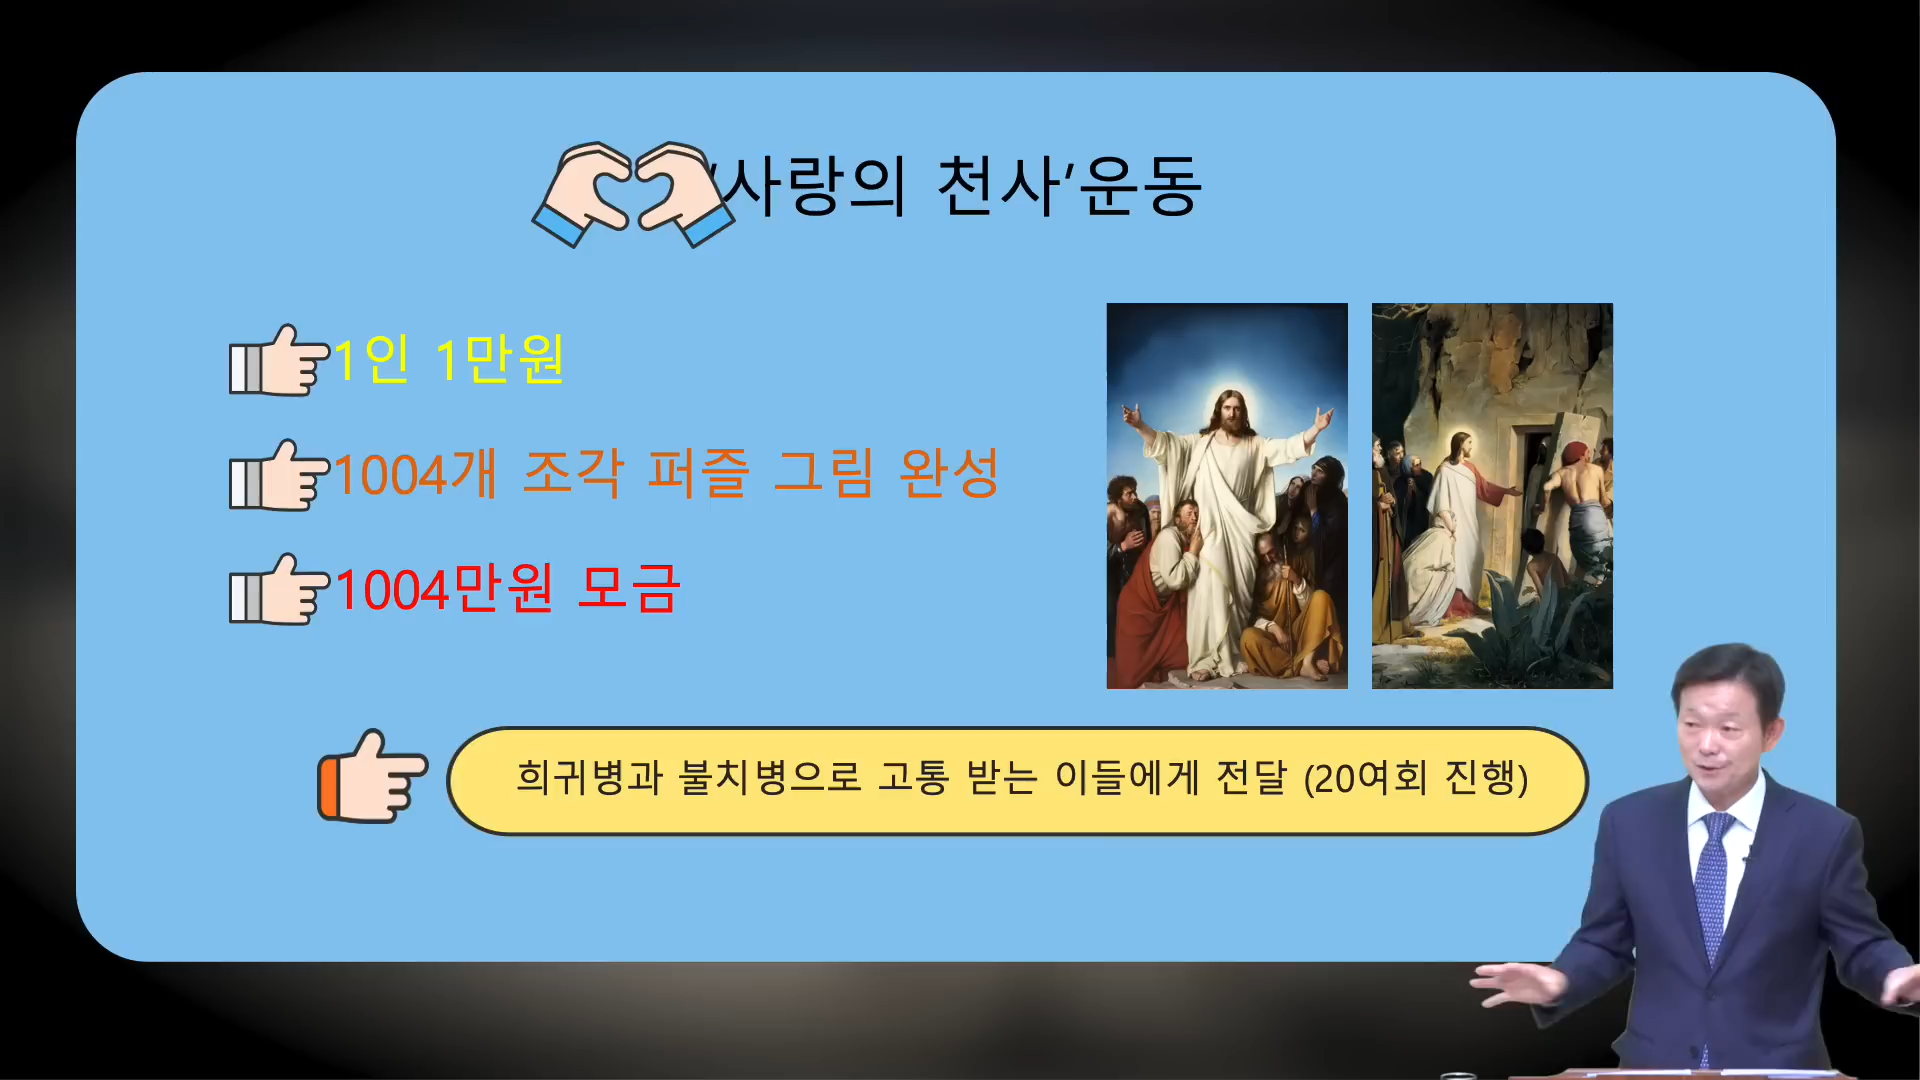 '사랑의 천사'운동
1인 1만원
1004개 조각 퍼즐 그림 완성
1004만원 모금
희귀병과 불치병으로 고통 받는 이들에게 전달 (20여회 진행)